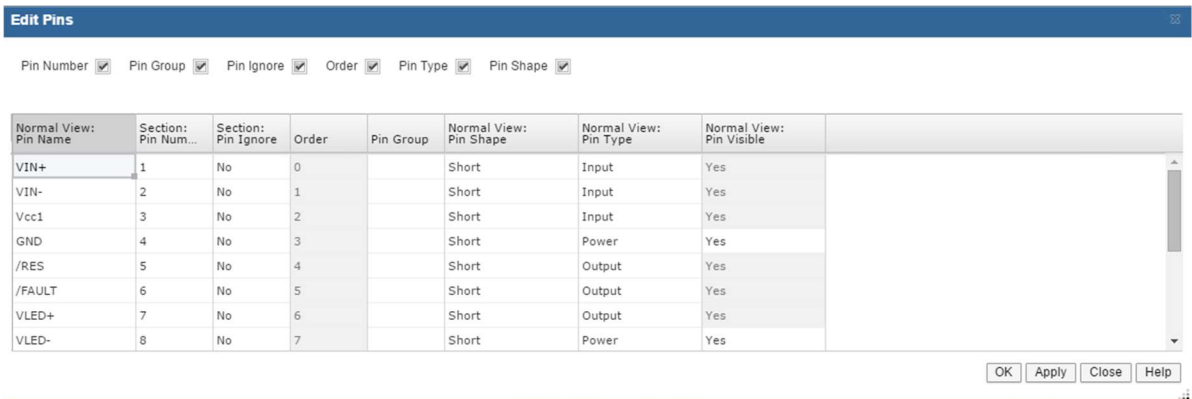 Edit Pins
Pin Number Pin Group Pin Ignore Order Pin Type Pin Shape
Normal View: Pin Name Section: Pin Num... Section: Pin Ignore Order Pin Group Normal View: Pin Shape Normal View: Pin Type Normal View: Pin Visible
VIN+ 1 No 0 Short Input Yes
VIN- 2 No 1 Short Input Yes
Vcc1 3 No 2 Short Input Yes
GND 4 No 3 Short Power Yes
/RES 5 No 4 Short Output Yes
/FAULT 6 No 5 Short Output Yes
VLED+ 7 No 6 Short Output Yes
VLED- 8 No 7 Short Power Yes
OK Apply Close Help